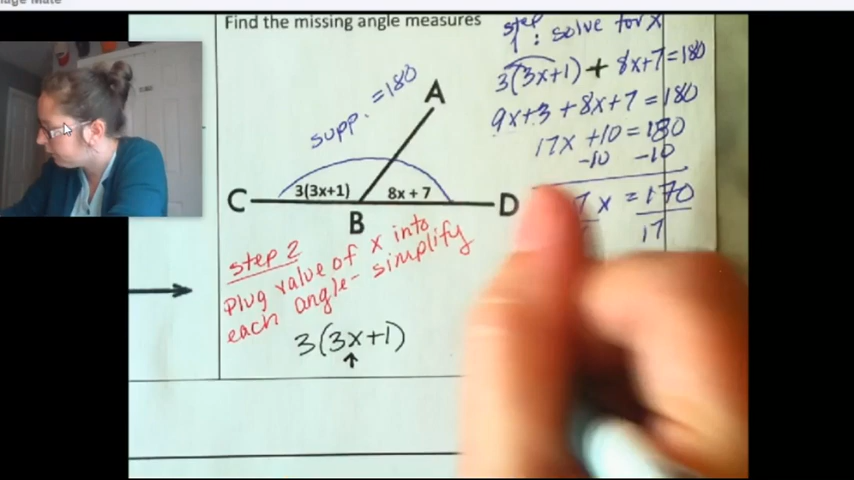 Find the missing angle measures
step
1: solve for x
3(3x+1) + 8x+7=180
9x+3 + 8x+7 = 180
17x +10 = 180
-10 -10
x = 170
17
supp. = 180
A
C
3(3x+1)
8x + 7
D
B
step 2
plug value of x into
each angle- simplify
3(3x+1)